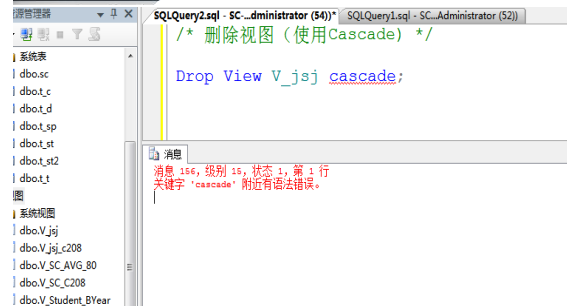 源管理器
SQLQuery2.sql - SC-...dministrator (54))*
SQLQuery1.sql - SC...Administrator (52))
/* 删除视图（使用Cascade) */
Drop View V_jsj cascade;
系统表
dbo.sc
dbo.t_c
dbo.t_d
dbo.t_sp
dbo.t_st
dbo.t_st2
dbo.t_t
图
系统视图
dbo.V_jsj
dbo.V_jsj_c208
dbo.V_SC_AVG_80
dbo.V_SC_C208
dbo.V_Student_BYear
消息
消息 156，级别 15，状态 1，第 1 行
关键字 'cascade' 附近有语法错误。